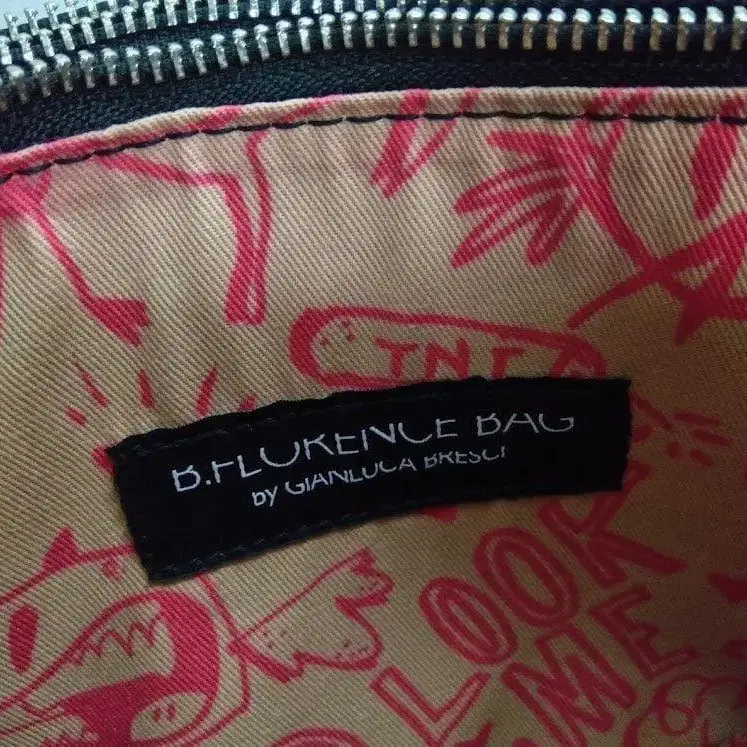 TNT
B.FLORENCE BAG
by GIANLUCA BRESCI
LOOK
ME